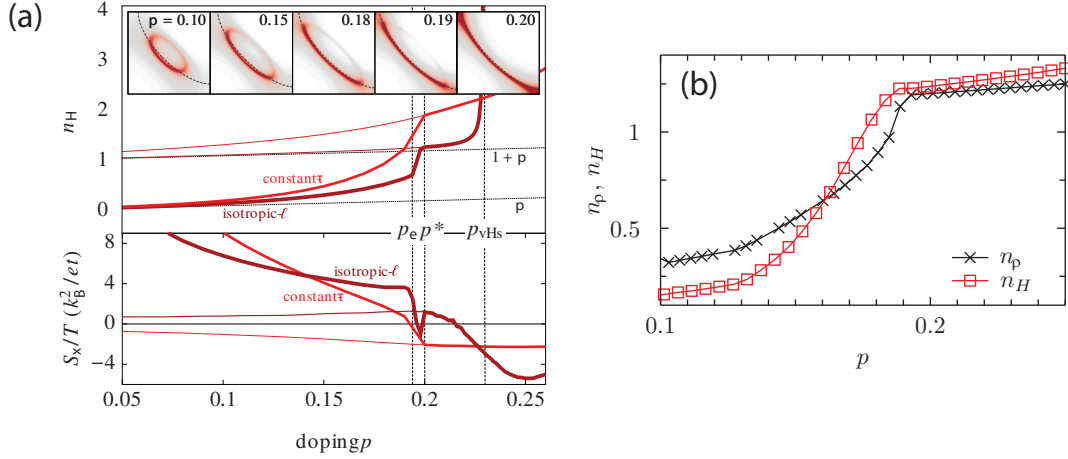 (a)
4
3
2
1
0
n_H
p = 0.10
0.15
0.18
0.19
0.20
1 + p
p
constant τ
isotropic-ℓ
p_e p* p_vHs
8
4
0
−4
S_x/T (k_B^2/et)
isotropic-ℓ
constant τ
0.05
0.1
0.15
0.2
0.25
doping p
(b)
1
0.5
n_ρ, n_H
n_ρ
n_H
0.1
0.2
p